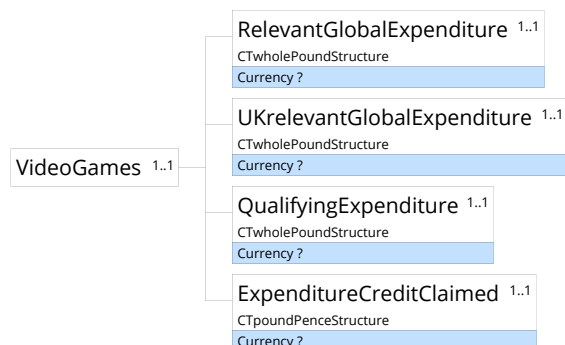 RelevantGlobalExpenditure 1..1
CTwholePoundStructure
Currency ?
UKrelevantGlobalExpenditure 1..1
CTwholePoundStructure
Currency ?
VideoGames 1..1
QualifyingExpenditure 1..1
CTwholePoundStructure
Currency ?
ExpenditureCreditClaimed 1..1
CTpoundPenceStructure
Currency ?